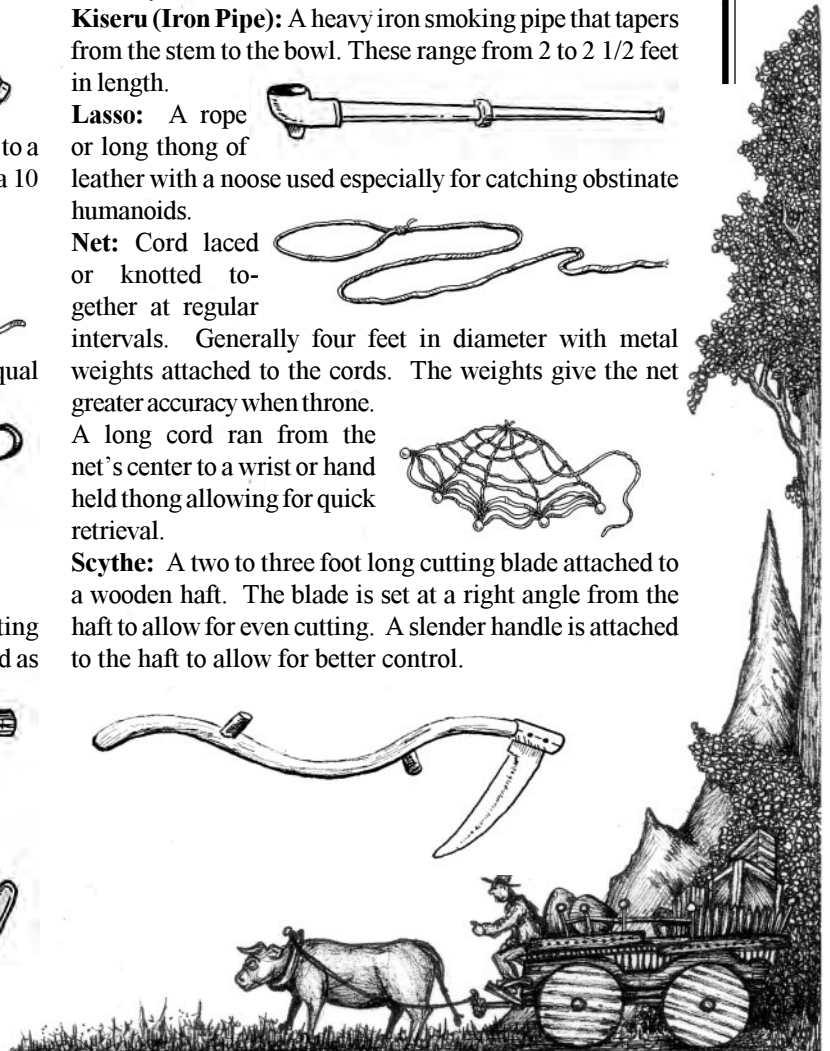 to a
a 10
qual
ting
d as
Kiseru (Iron Pipe): A heavy iron smoking pipe that tapers
from the stem to the bowl. These range from 2 to 2 1/2 feet
in length.
Lasso: A rope
or long thong of
leather with a noose used especially for catching obstinate
humanoids.
Net: Cord laced
or knotted to-
gether at regular
intervals. Generally four feet in diameter with metal
weights attached to the cords. The weights give the net
greater accuracy when throne.
A long cord ran from the
net's center to a wrist or hand
held thong allowing for quick
retrieval.
Scythe: A two to three foot long cutting blade attached to
a wooden haft. The blade is set at a right angle from the
haft to allow for even cutting. A slender handle is attached
to the haft to allow for better control.